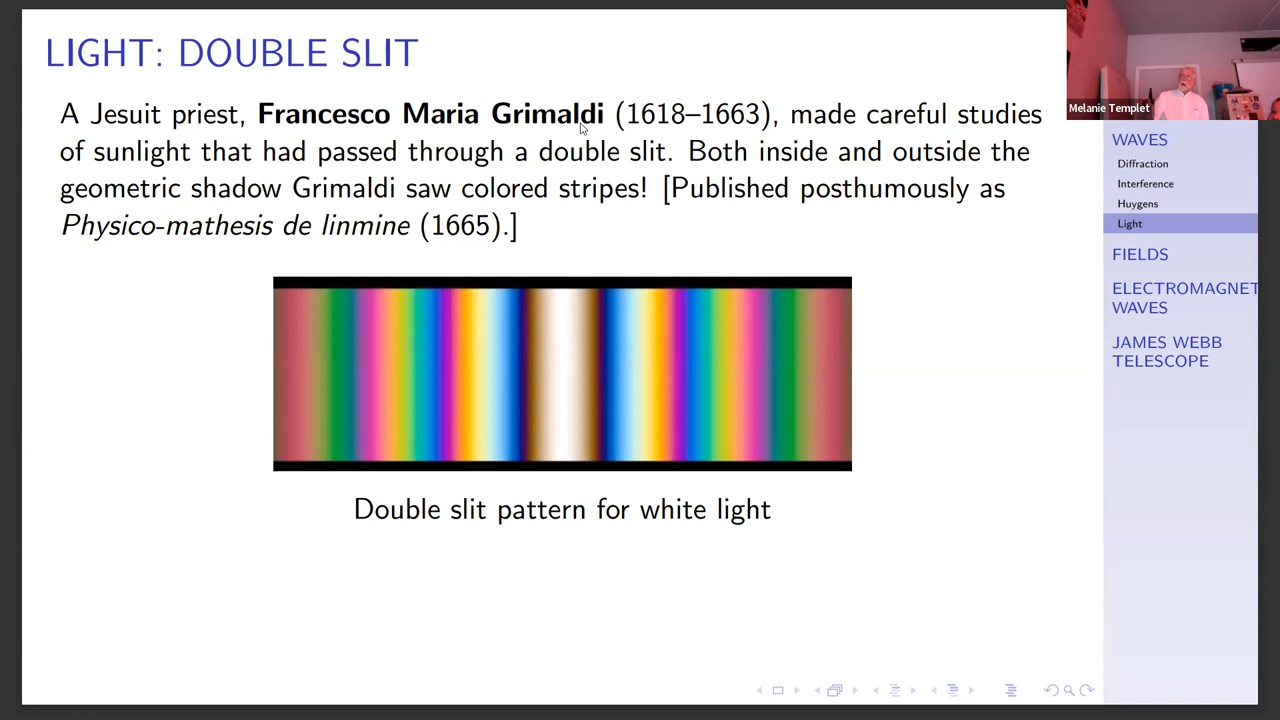 LIGHT: DOUBLE SLIT
A Jesuit priest, Francesco Maria Grimaldi (1618–1663), made careful studies
of sunlight that had passed through a double slit. Both inside and outside the
geometric shadow Grimaldi saw colored stripes! [Published posthumously as
Physico-mathesis de linmine (1665).]
Double slit pattern for white light
Melanie Templet
WAVES
Diffraction
Interference
Huygens
Light
FIELDS
ELECTROMAGNET
WAVES
JAMES WEBB
TELESCOPE